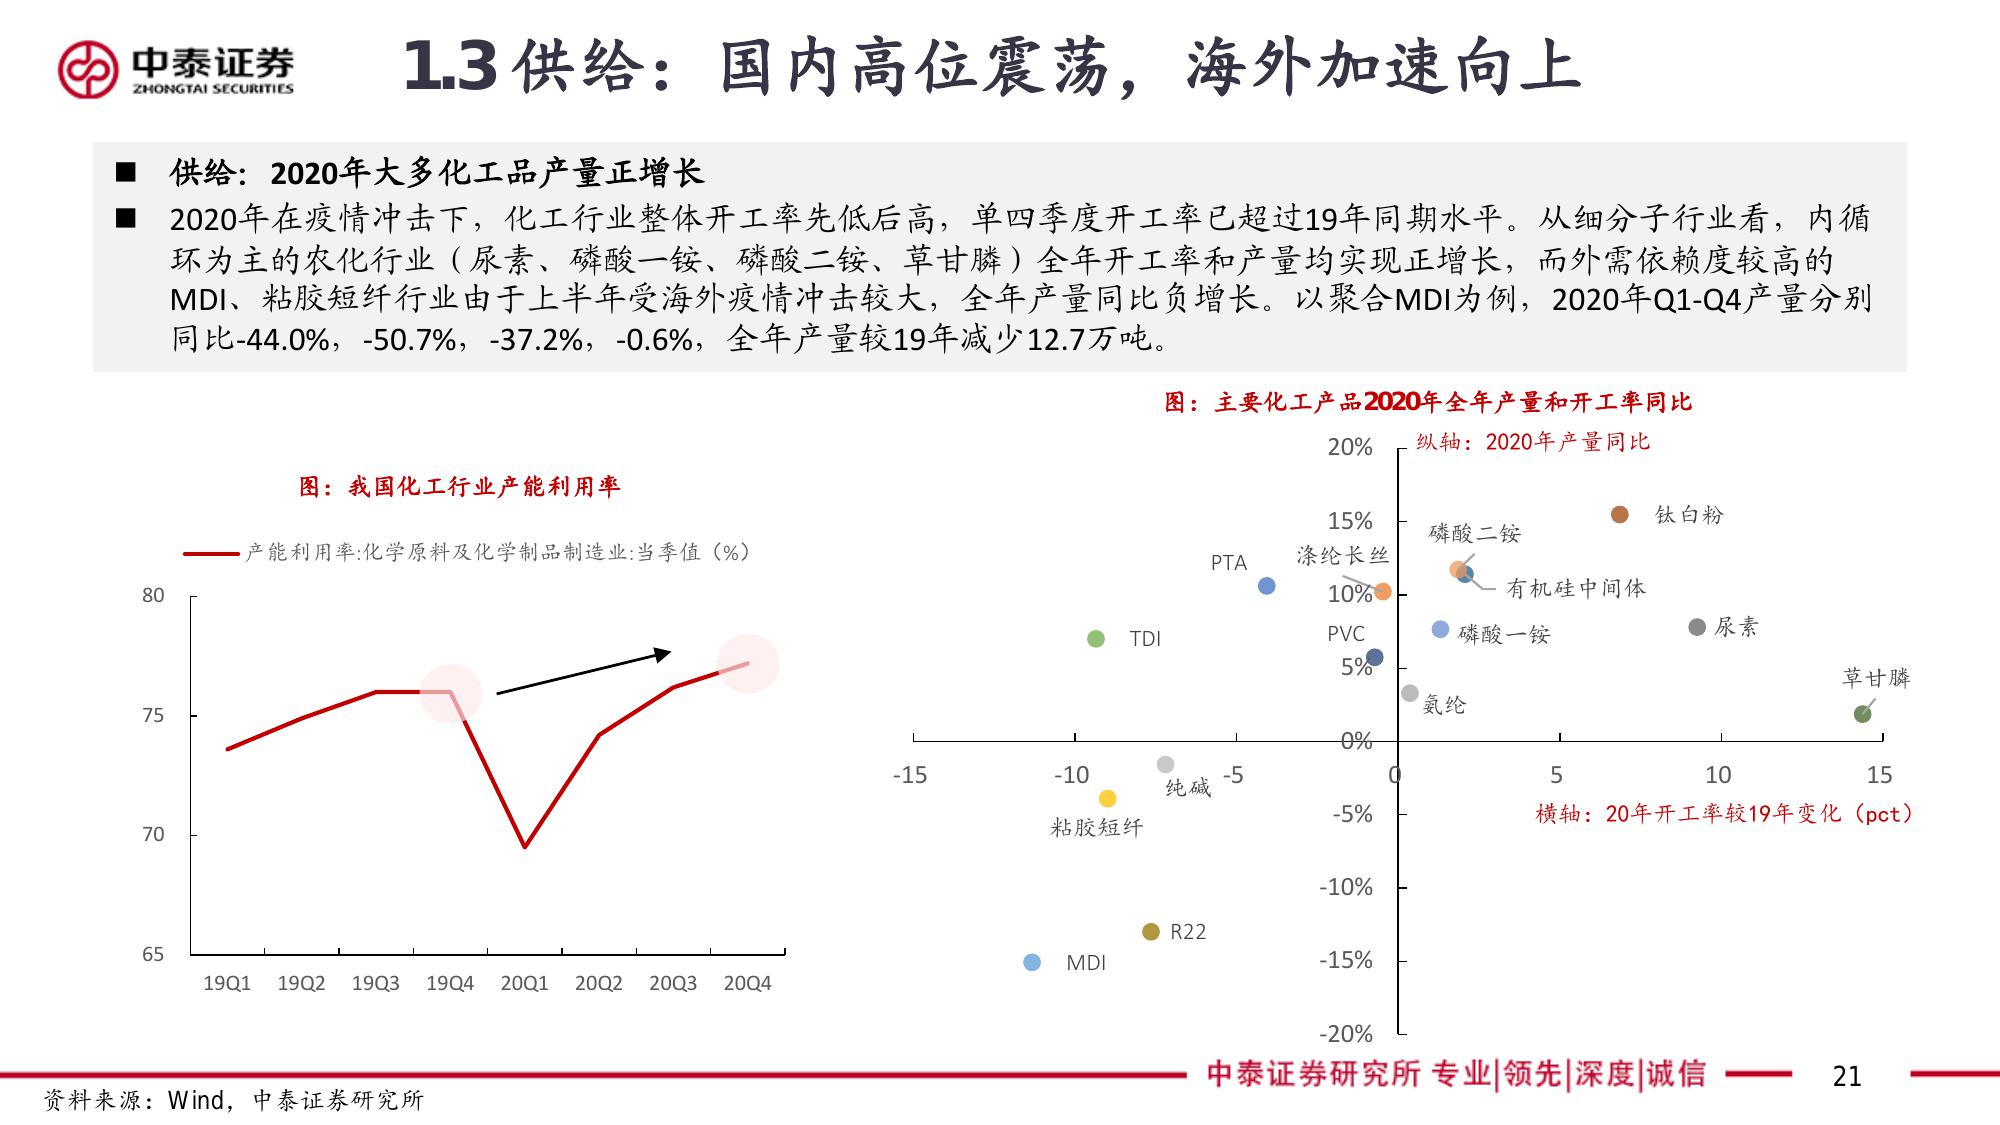 中泰证券
ZHONGTAI SECURITIES
1.3供给：国内高位震荡，海外加速向上
■ 供给：2020年大多化工品产量正增长
■ 2020年在疫情冲击下，化工行业整体开工率先低后高，单四季度开工率已超过19年同期水平。从细分子行业看，内循
环为主的农化行业（尿素、磷酸一铵、磷酸二铵、草甘膦）全年开工率和产量均实现正增长，而外需依赖度较高的
MDI、粘胶短纤行业由于上半年受海外疫情冲击较大，全年产量同比负增长。以聚合MDI为例，2020年Q1-Q4产量分别
同比-44.0%，-50.7%，-37.2%，-0.6%，全年产量较19年减少12.7万吨。
图：我国化工行业产能利用率
产能利用率:化学原料及化学制品制造业:当季值（%）
80
75
70
65
19Q1 19Q2 19Q3 19Q4 20Q1 20Q2 20Q3 20Q4
图：主要化工产品2020年全年产量和开工率同比
纵轴：2020年产量同比
20%
15%
10%
5%
0%
-5%
-10%
-15%
-20%
-15 -10 -5 0 5 10 15
横轴：20年开工率较19年变化（pct）
钛白粉
磷酸二铵
涤纶长丝
PTA
有机硅中间体
TDI
PVC
磷酸一铵
尿素
草甘膦
氨纶
纯碱
粘胶短纤
R22
MDI
中泰证券研究所 专业|领先|深度|诚信
21
资料来源：Wind，中泰证券研究所